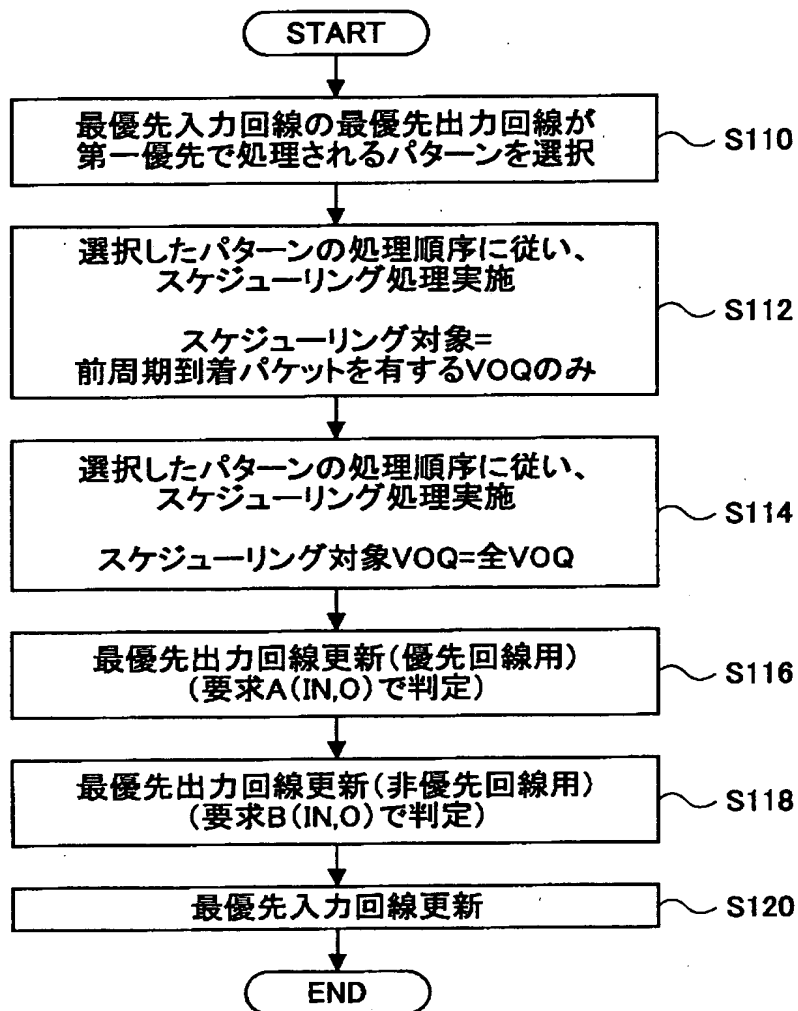 START
最優先入力回線の最優先出力回線が
第一優先で処理されるパターンを選択
S110
選択したパターンの処理順序に従い、
スケジューリング処理実施
スケジューリング対象=
前周期到着パケットを有するVOQのみ
S112
選択したパターンの処理順序に従い、
スケジューリング処理実施
スケジューリング対象VOQ=全VOQ
S114
最優先出力回線更新(優先回線用)
(要求A(IN,O)で判定)
S116
最優先出力回線更新(非優先回線用)
(要求B(IN,O)で判定)
S118
最優先入力回線更新
S120
END